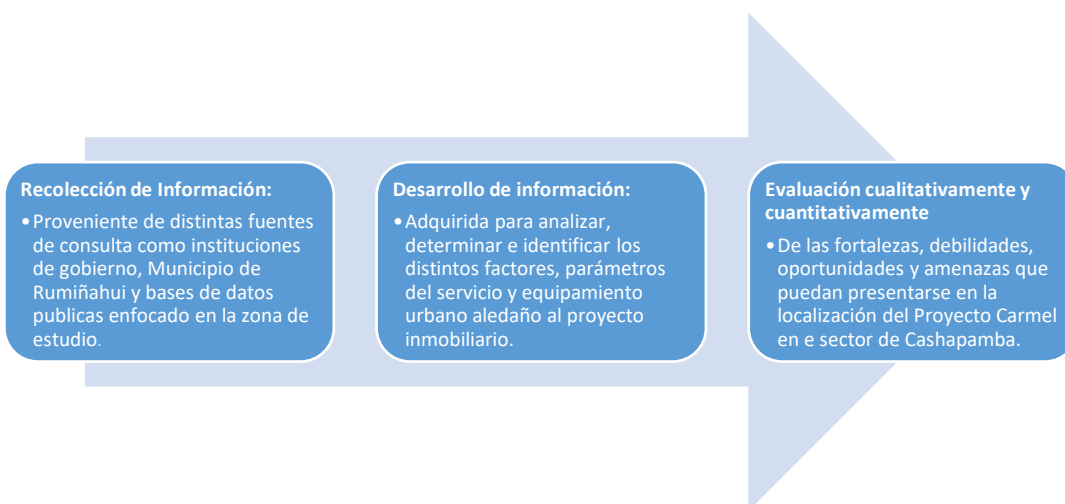 Recolección de Información:
•Proveniente de distintas fuentes
de consulta como instituciones
de gobierno, Municipio de
Rumiñahui y bases de datos
publicas enfocado en la zona de
estudio.
Desarrollo de información:
•Adquirida para analizar,
determinar e identificar los
distintos factores, parámetros
del servicio y equipamiento
urbano aledaño al proyecto
inmobiliario.
Evaluación cualitativamente y
cuantitativamente
•De las fortalezas, debilidades,
oportunidades y amenazas que
puedan presentarse en la
localización del Proyecto Carmel
en e sector de Cashapamba.